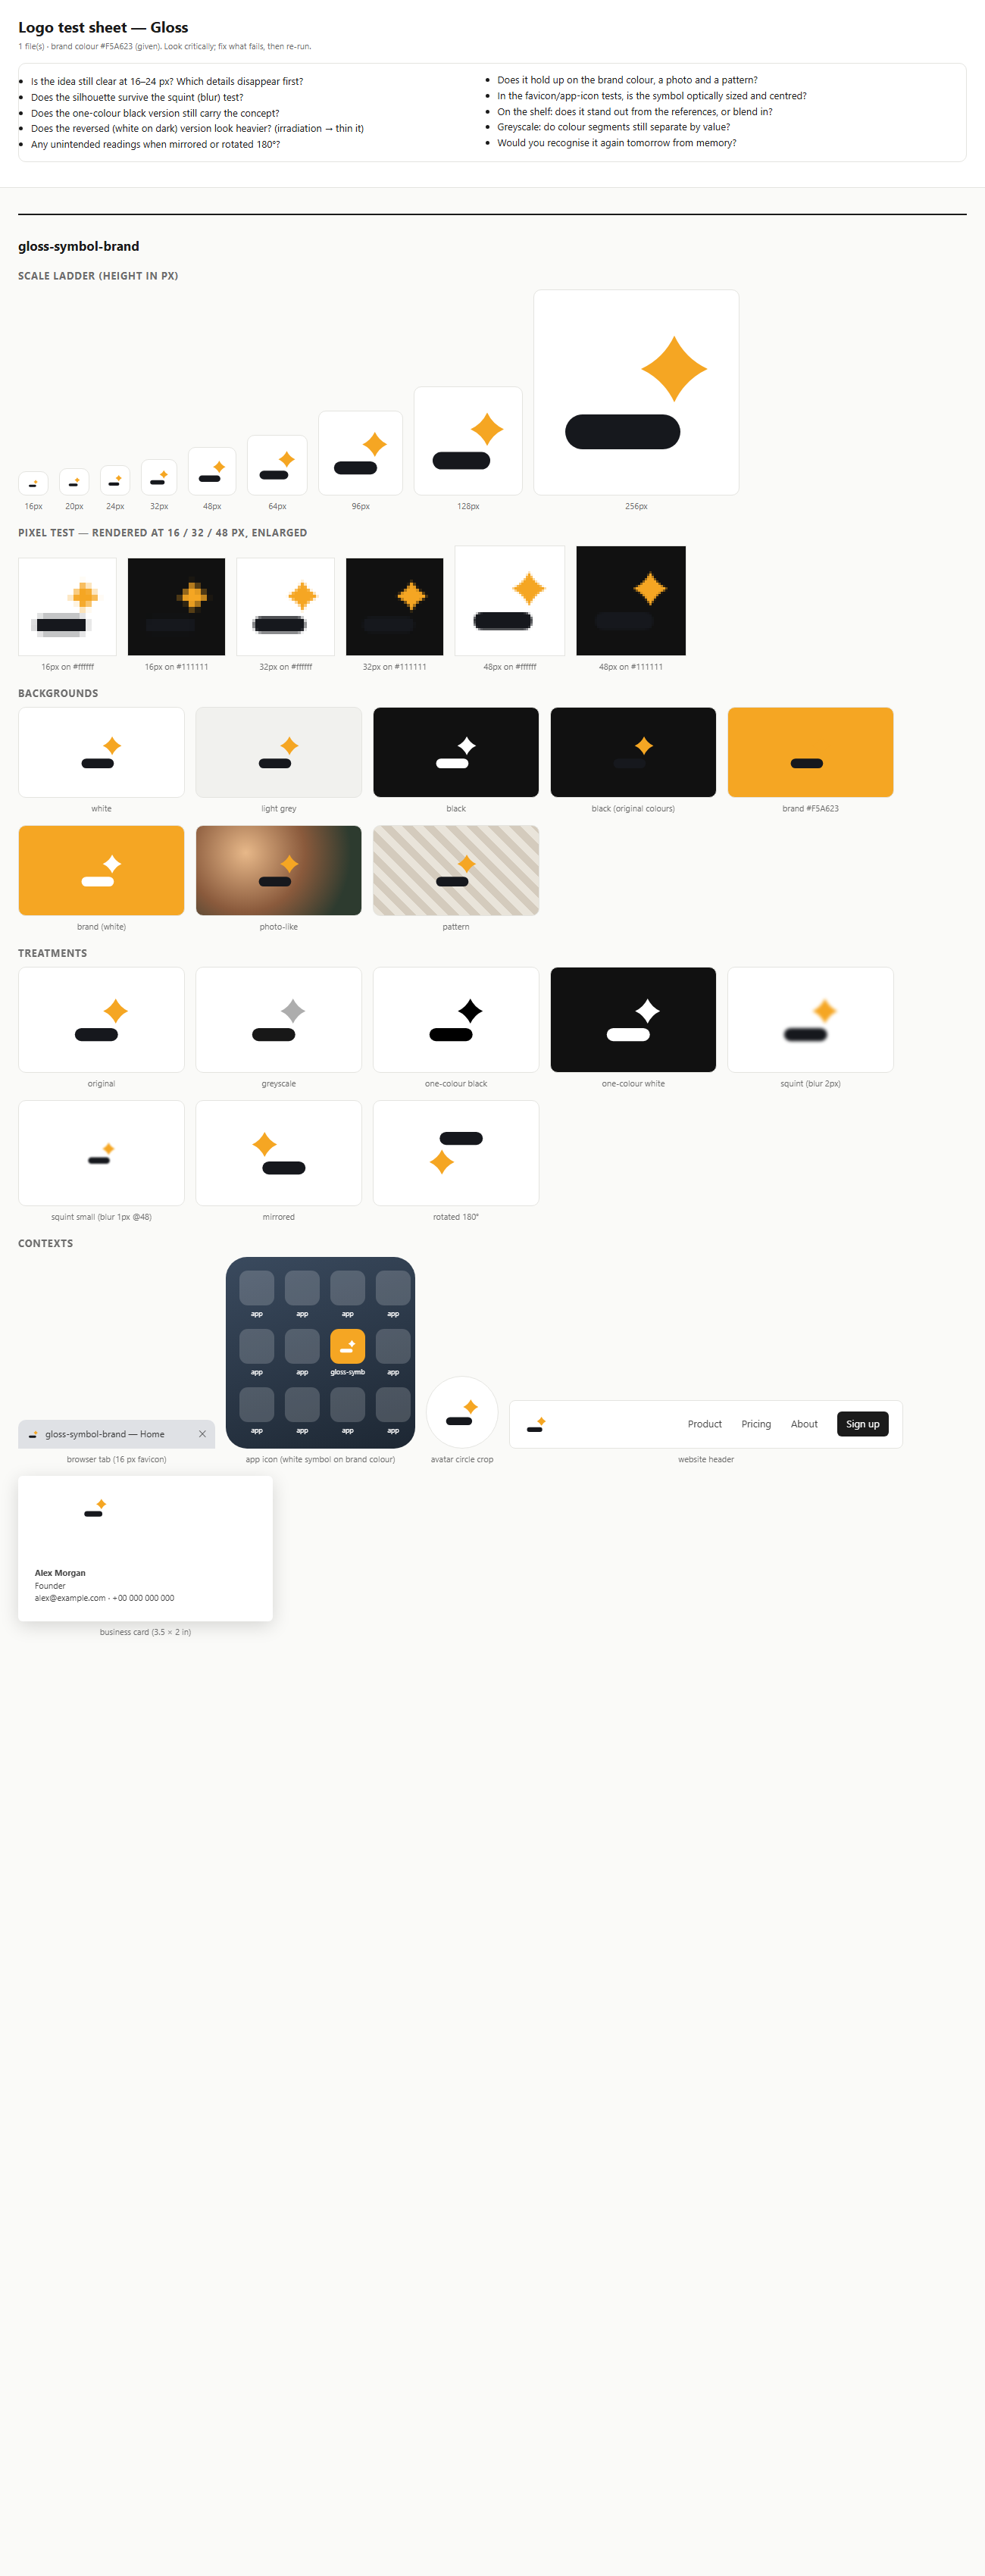 Logo test sheet — Gloss
1 file(s) · brand colour #F5A623 (given). Look critically; fix what fails, then re-run.
• Is the idea still clear at 16–24 px? Which details disappear first?
• Does the silhouette survive the squint (blur) test?
• Does the one-colour black version still carry the concept?
• Does the reversed (white on dark) version look heavier? (irradiation → thin it)
• Any unintended readings when mirrored or rotated 180°?
• Does it hold up on the brand colour, a photo and a pattern?
• In the favicon/app-icon tests, is the symbol optically sized and centred?
• On the shelf: does it stand out from the references, or blend in?
• Greyscale: do colour segments still separate by value?
• Would you recognise it again tomorrow from memory?
gloss-symbol-brand
SCALE LADDER (HEIGHT IN PX)
16px 20px 24px 32px 48px 64px 96px 128px 256px
PIXEL TEST — RENDERED AT 16 / 32 / 48 PX, ENLARGED
16px on #ffffff 16px on #111111 32px on #ffffff 32px on #111111 48px on #ffffff 48px on #111111
BACKGROUNDS
white light grey black black (original colours) brand #F5A623
brand (white) photo-like pattern
TREATMENTS
original greyscale one-colour black one-colour white squint (blur 2px)
squint small (blur 1px @48) mirrored rotated 180°
CONTEXTS
app app app app
app app gloss-symb app
app app app app
gloss-symbol-brand — Home ×
Product Pricing About Sign up
browser tab (16 px favicon) app icon (white symbol on brand colour) avatar circle crop website header
Alex Morgan
Founder
alex@example.com · +00 000 000 000
business card (3.5 × 2 in)